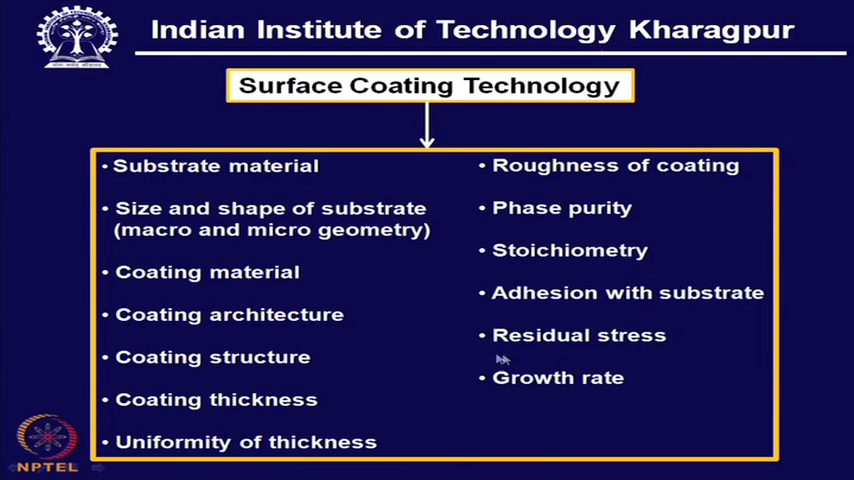 Indian Institute of Technology Kharagpur
Surface Coating Technology
• Substrate material
• Size and shape of substrate
(macro and micro geometry)
• Coating material
• Coating architecture
• Coating structure
• Coating thickness
• Uniformity of thickness
• Roughness of coating
• Phase purity
• Stoichiometry
• Adhesion with substrate
• Residual stress
• Growth rate
NPTEL